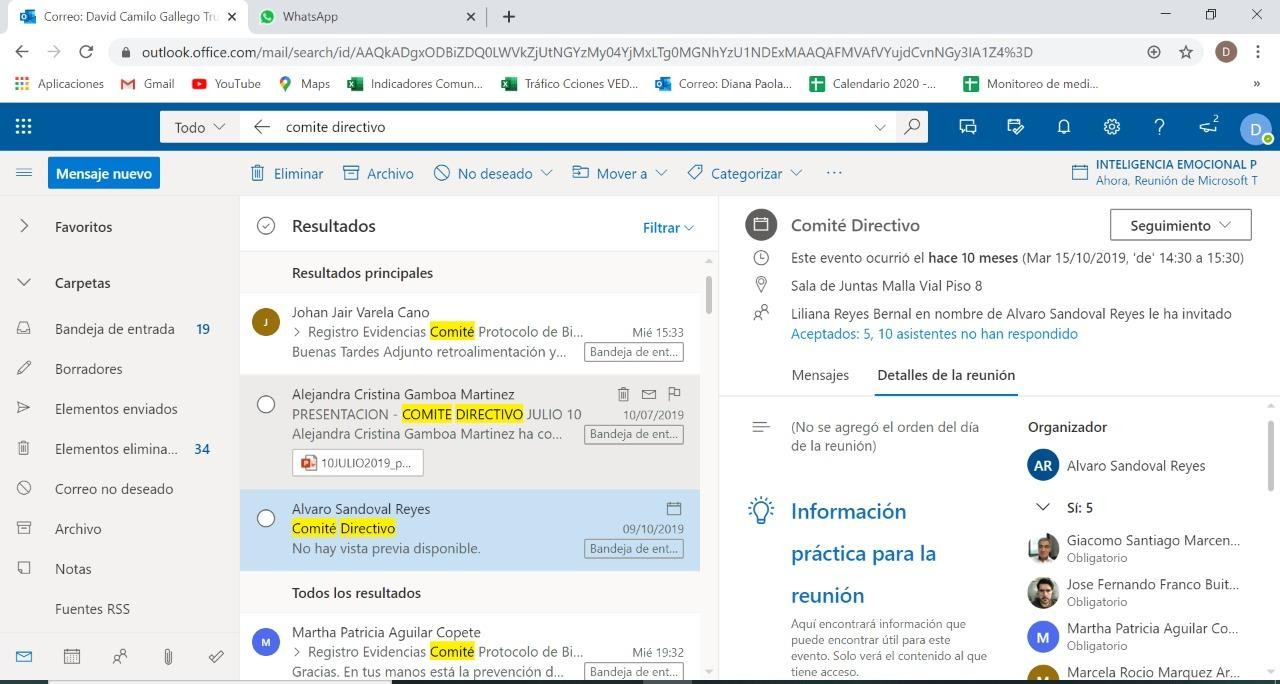 Correo: David Camilo Gallego Tru
WhatsApp
outlook.office.com/mail/search/id/AAQkADgxODBiZDQ0LWVkZjUtNGYzMy04YjMxLTg0MGNhYzU1NDExMAAQAFMVAfVYujdCvnNGy3IA1Z4%3D
D
Aplicaciones
Gmail
YouTube
Maps
Indicadores Comun...
Tráfico Cciones VED...
Correo: Diana Paola...
Calendario 2020 -...
Monitoreo de medi...
»
Todo
comite directivo
2
D
Mensaje nuevo
Eliminar
Archivo
No deseado
Mover a
Categorizar
...
INTELIGENCIA EMOCIONAL P
Ahora, Reunión de Microsoft T
Favoritos
Carpetas
Bandeja de entrada 19
Borradores
Elementos enviados
Elementos elimina... 34
Correo no deseado
Archivo
Notas
Fuentes RSS
Resultados
Filtrar
Resultados principales
J
Johan Jair Varela Cano
> Registro Evidencias Comité Protocolo de Bi... Mié 15:33
Buenas Tardes Adjunto retroalimentación y... Bandeja de ent...
Alejandra Cristina Gamboa Martinez
PRESENTACION - COMITE DIRECTIVO JULIO 10 10/07/2019
Alejandra Cristina Gamboa Martinez ha co... Bandeja de ent...
10JULIO2019_p...
Alvaro Sandoval Reyes
Comité Directivo 09/10/2019
No hay vista previa disponible. Bandeja de ent...
Todos los resultados
M
Martha Patricia Aguilar Copete
> Registro Evidencias Comité Protocolo de Bi... Mié 19:32
Gracias. En tus manos está la prevención d... Bandeja de ent...
Comité Directivo
Seguimiento
Este evento ocurrió el hace 10 meses (Mar 15/10/2019, 'de' 14:30 a 15:30)
Sala de Juntas Malla Vial Piso 8
Liliana Reyes Bernal en nombre de Alvaro Sandoval Reyes le ha invitado
Aceptados: 5, 10 asistentes no han respondido
Mensajes
Detalles de la reunión
(No se agregó el orden del día
de la reunión)
Información
práctica para la
reunión
Aquí encontrará información que
puede encontrar útil para este
evento. Solo verá el contenido al que
tiene acceso.
Organizador
AR Alvaro Sandoval Reyes
Sí: 5
Giacomo Santiago Marcen...
Obligatorio
Jose Fernando Franco Buit...
Obligatorio
M Martha Patricia Aguilar Co...
Obligatorio
M Marcela Rocio Marquez Ar...